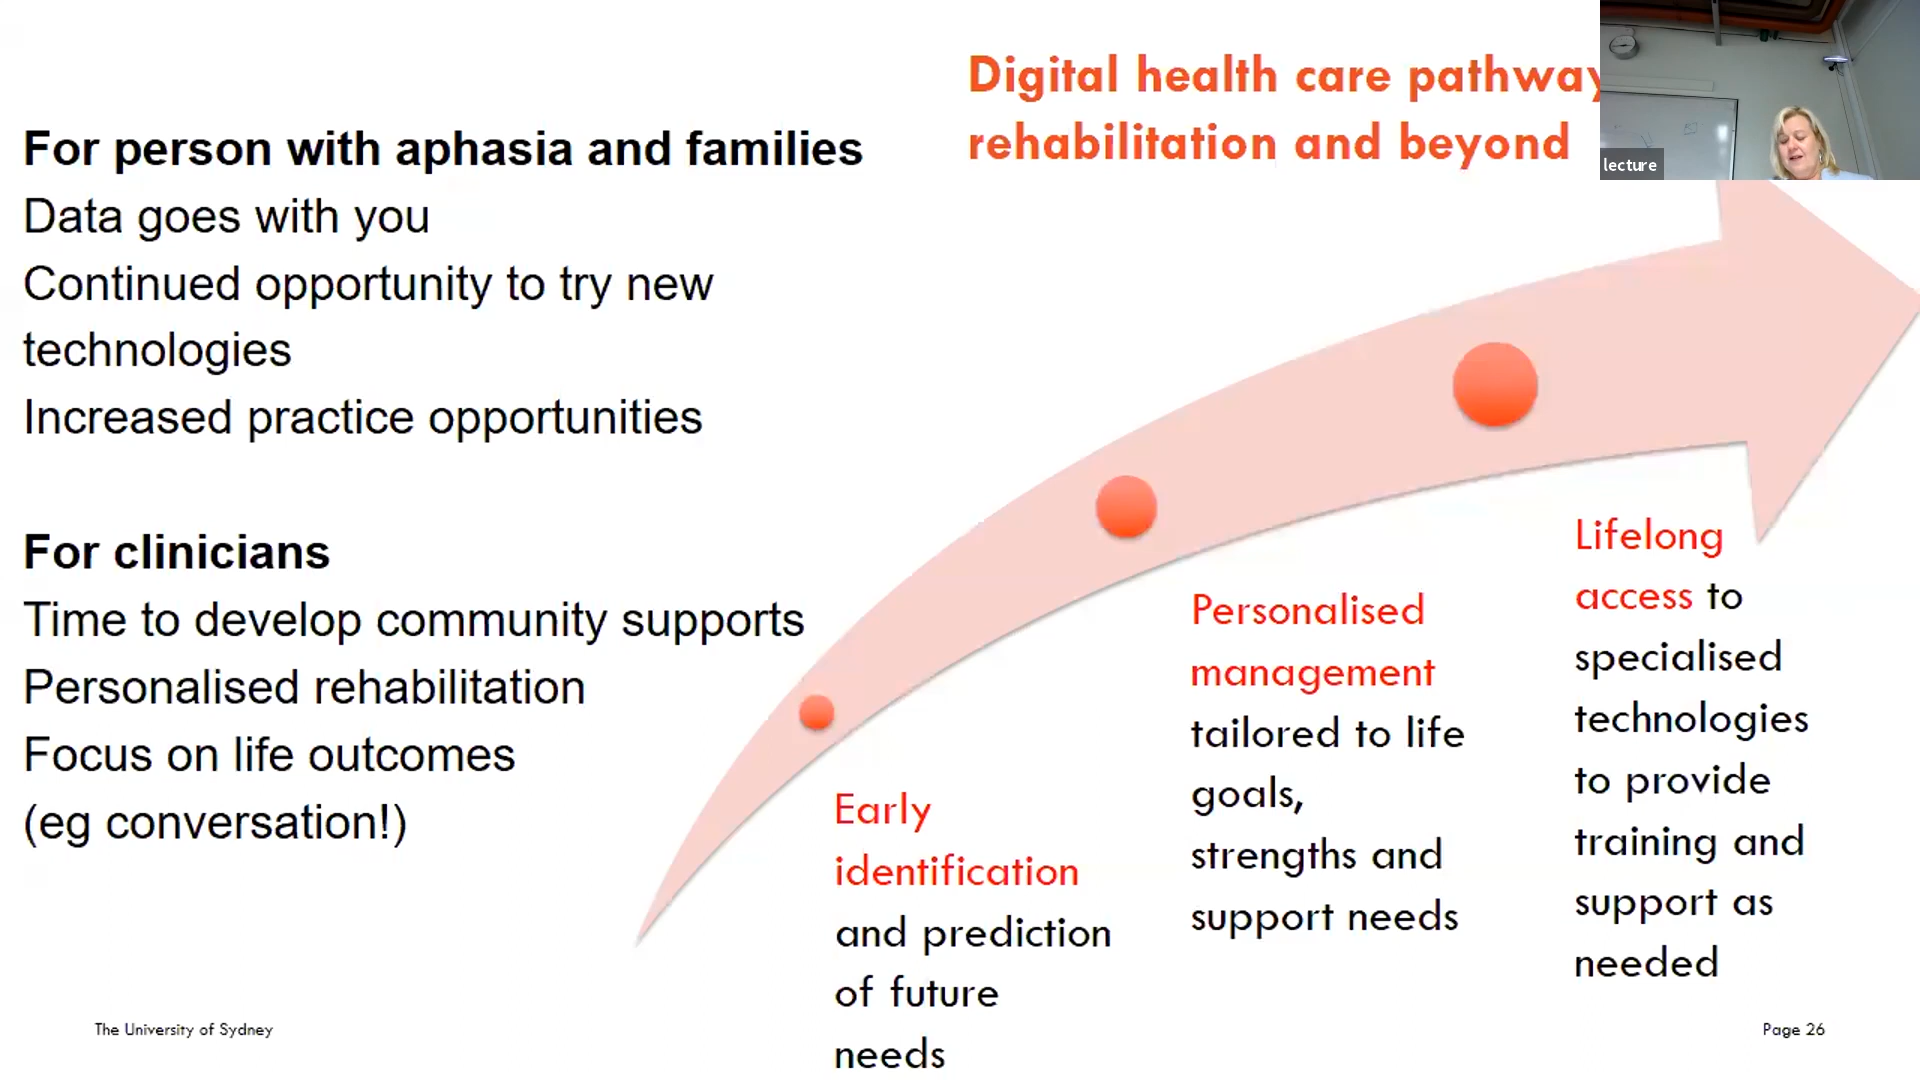 Digital health care pathway
rehabilitation and beyond
lecture
For person with aphasia and families
Data goes with you
Continued opportunity to try new
technologies
Increased practice opportunities
For clinicians
Time to develop community supports
Personalised rehabilitation
Focus on life outcomes
(eg conversation!)
Early
identification
and prediction
of future
needs
Personalised
management
tailored to life
goals,
strengths and
support needs
Lifelong
access to
specialised
technologies
to provide
training and
support as
needed
The University of Sydney
Page 26